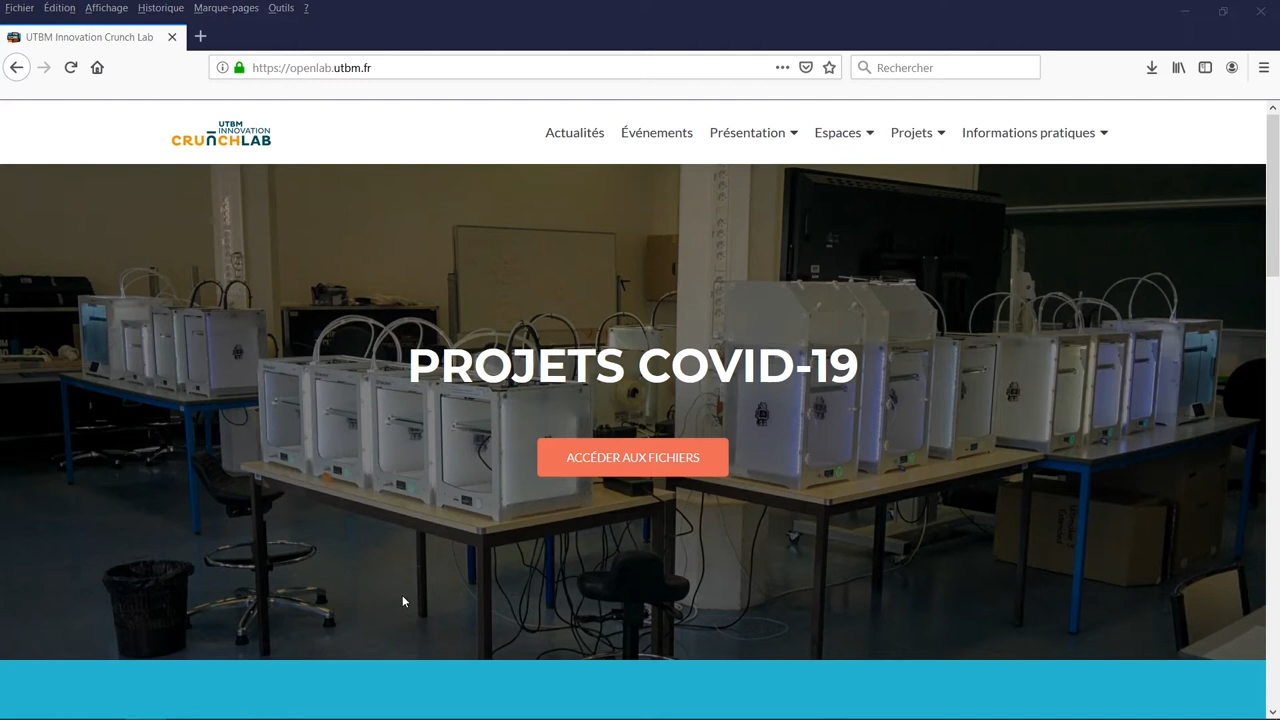 Fichier Édition Affichage Historique Marque-pages Outils ?
UTBM Innovation Crunch Lab
https://openlab.utbm.fr
Rechercher
UTBM
INNOVATION
CRUNCHLAB
Actualités Événements Présentation Espaces Projets Informations pratiques
PROJETS COVID-19
ACCÉDER AUX FICHIERS